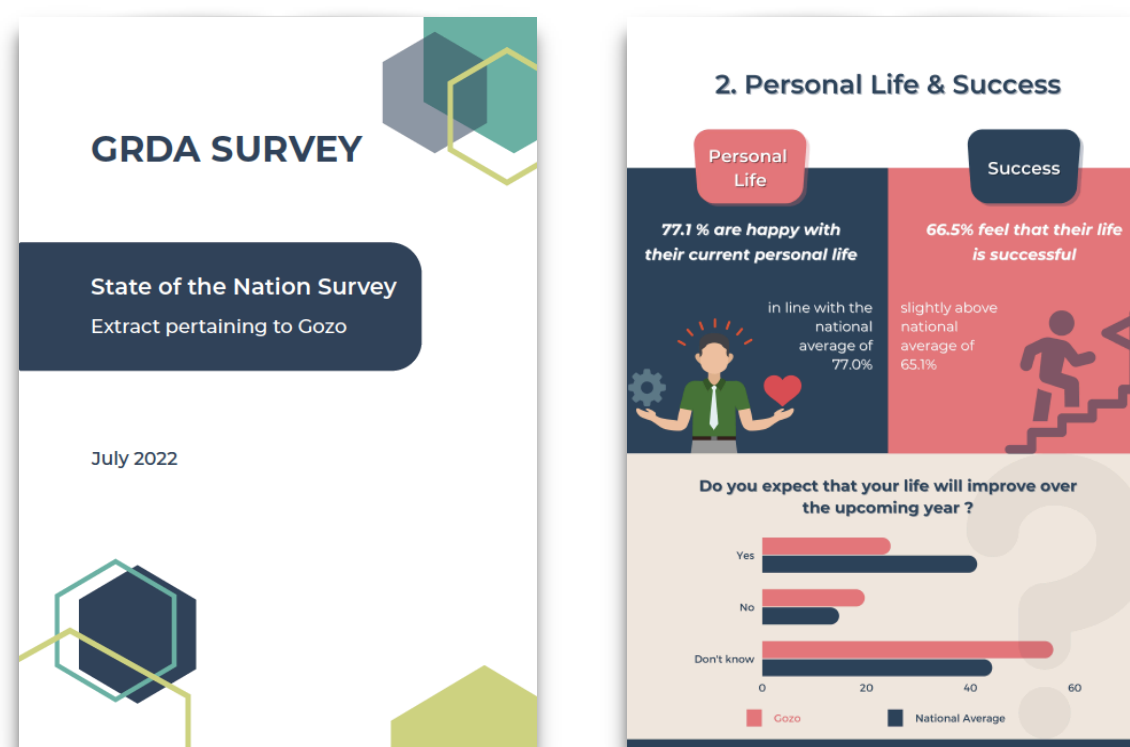 GRDA SURVEY
State of the Nation Survey
Extract pertaining to Gozo
July 2022
2. Personal Life & Success
Personal
Life
77.1 % are happy with
their current personal life
in line with the
national
average of
77.0%
Success
66.5% feel that their life
is successful
slightly above
national
average of
65.1%
Do you expect that your life will improve over
the upcoming year ?
Yes
No
Don't know
0 20 40 60
Gozo National Average